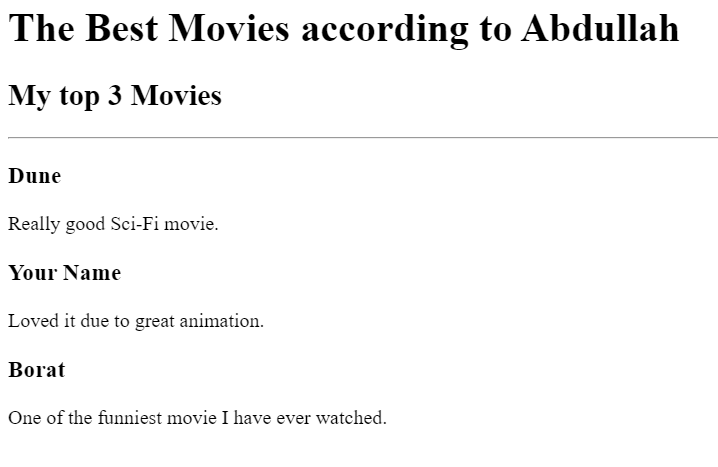 The Best Movies according to Abdullah
My top 3 Movies
Dune
Really good Sci-Fi movie.
Your Name
Loved it due to great animation.
Borat
One of the funniest movie I have ever watched.